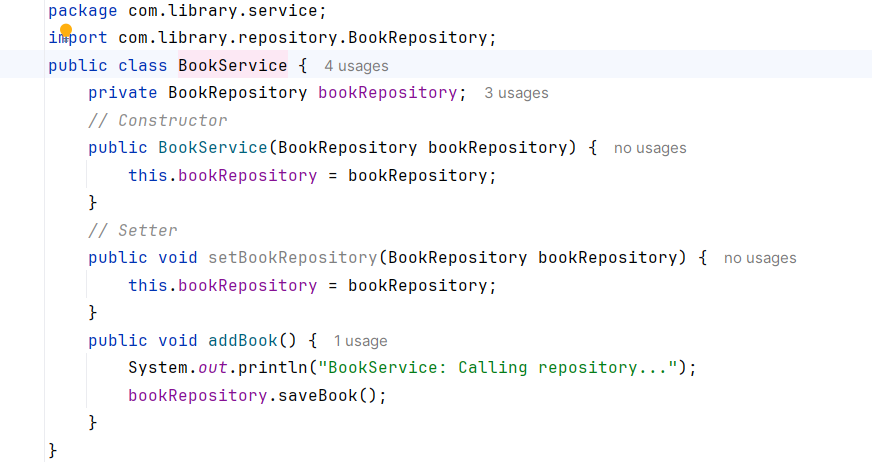 package com.library.service;
import com.library.repository.BookRepository;
public class BookService {  4 usages
    private BookRepository bookRepository;  3 usages
    // Constructor
    public BookService(BookRepository bookRepository) {  no usages
        this.bookRepository = bookRepository;
    }
    // Setter
    public void setBookRepository(BookRepository bookRepository) {  no usages
        this.bookRepository = bookRepository;
    }
    public void addBook() {  1 usage
        System.out.println("BookService: Calling repository...");
        bookRepository.saveBook();
    }
}